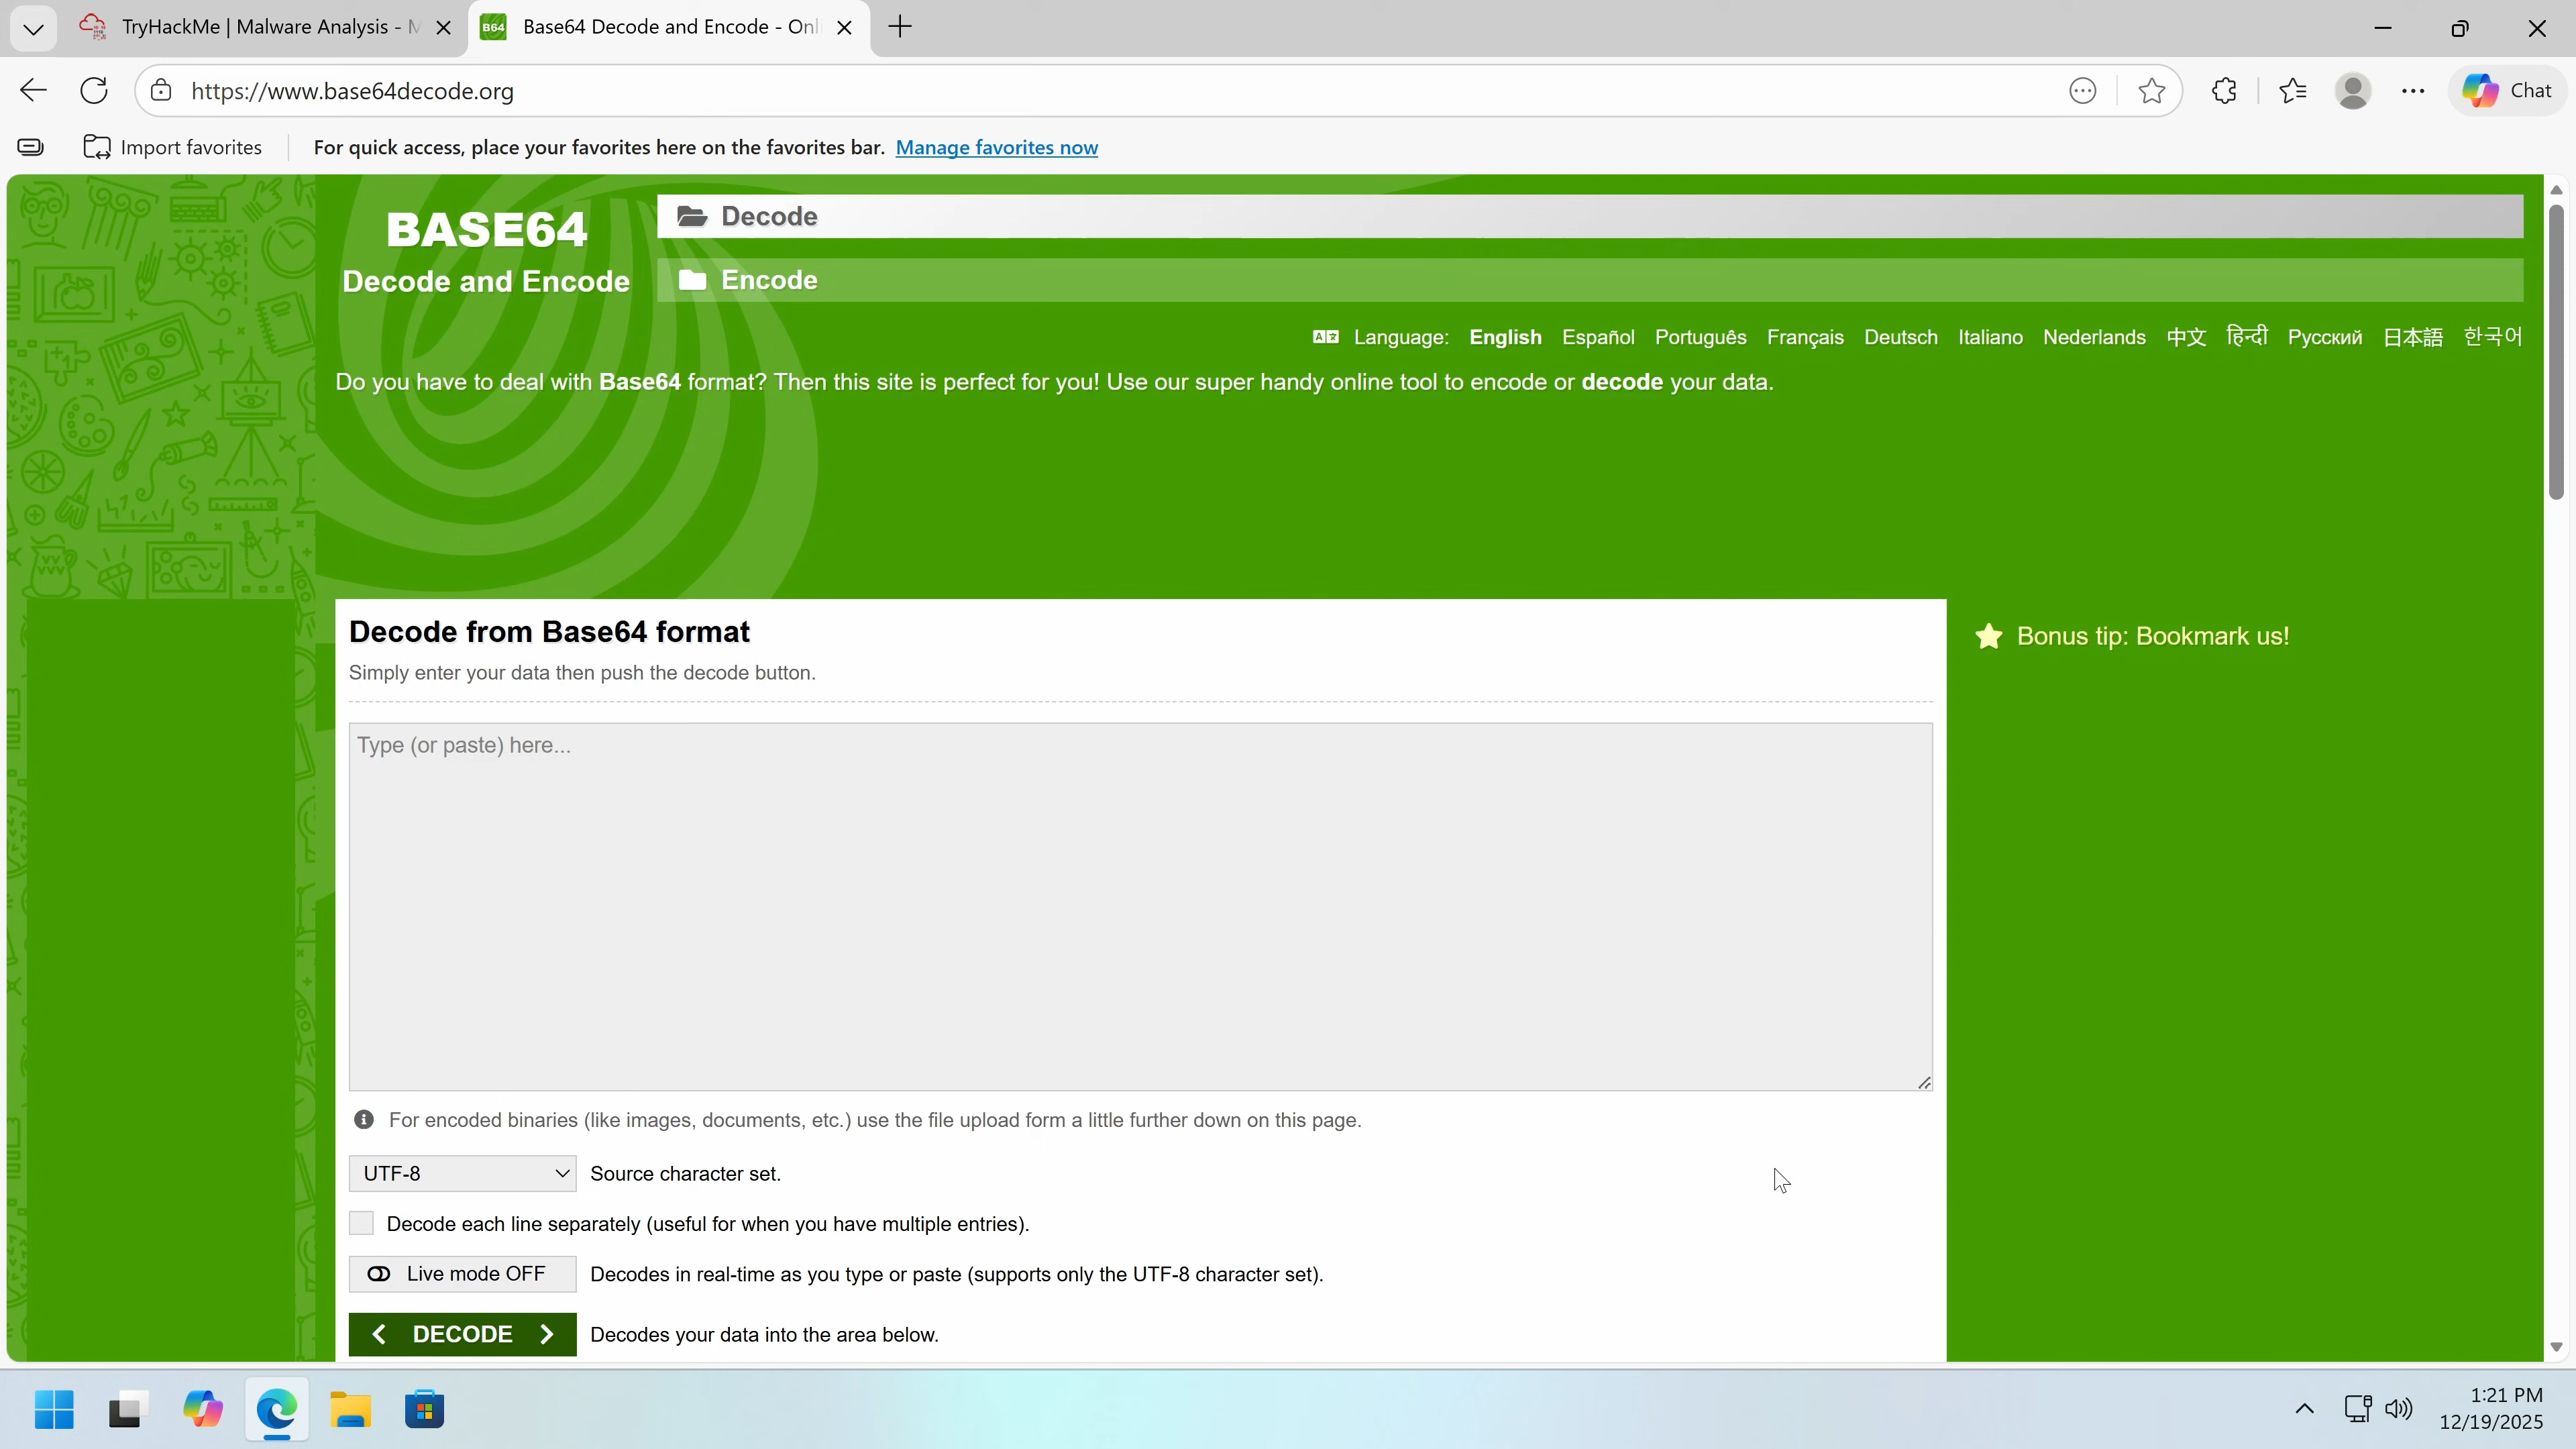 TryHackMe | Malware Analysis - M
B64 Base64 Decode and Encode - Onl
https://www.base64decode.org
Chat
Import favorites
For quick access, place your favorites here on the favorites bar. Manage favorites now
BASE64
Decode and Encode
Decode
Encode
Language: English Español Português Français Deutsch Italiano Nederlands 中文 हिन्दी Русский 日本語 한국어
Do you have to deal with Base64 format? Then this site is perfect for you! Use our super handy online tool to encode or decode your data.
Decode from Base64 format
Simply enter your data then push the decode button.
Bonus tip: Bookmark us!
Type (or paste) here...
For encoded binaries (like images, documents, etc.) use the file upload form a little further down on this page.
UTF-8 Source character set.
Decode each line separately (useful for when you have multiple entries).
Live mode OFF Decodes in real-time as you type or paste (supports only the UTF-8 character set).
DECODE Decodes your data into the area below.
1:21 PM
12/19/2025